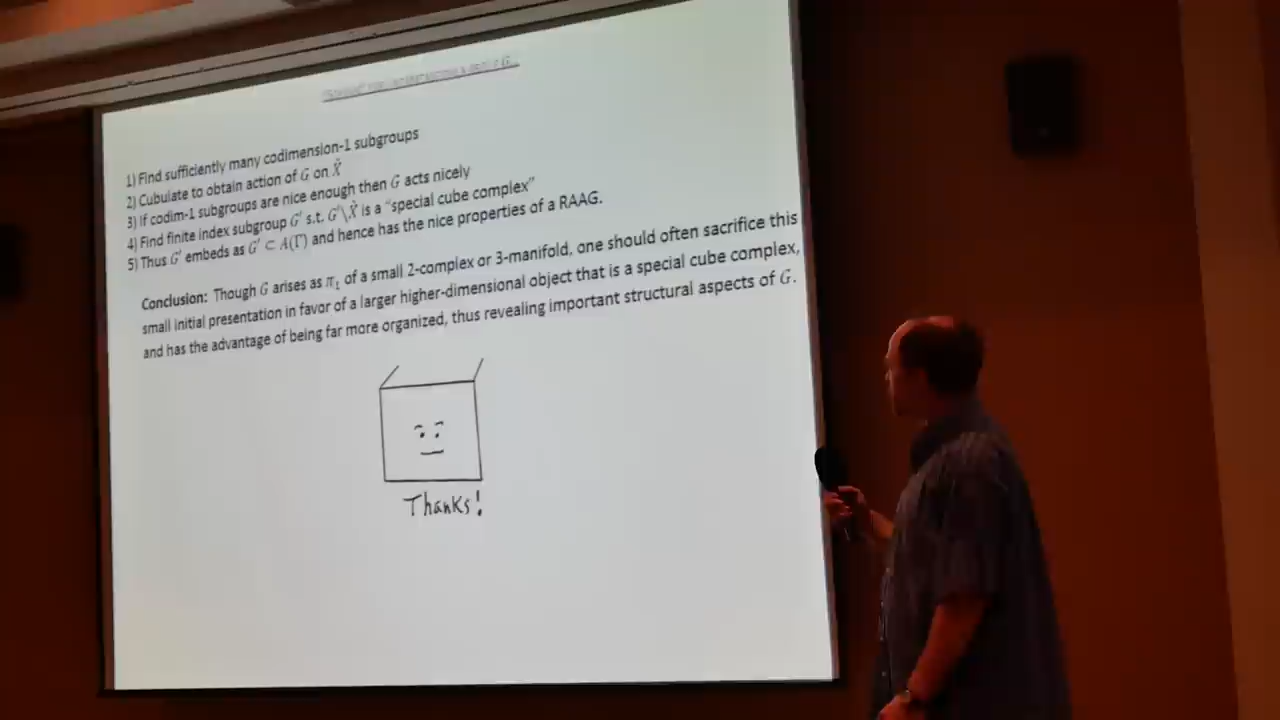 1) Find sufficiently many codimension-1 subgroups
2) Cubulate to obtain action of G on X̃
3) If codim-1 subgroups are nice enough then G acts nicely
4) Find finite index subgroup G′ s.t. G′\X̃ is a “special cube complex”
5) Thus G′ embeds as G′ ⊂ A(Γ) and hence has the nice properties of a RAAG.
Conclusion: Though G arises as π₁ of a small 2-complex or 3-manifold, one should often sacrifice this
small initial presentation in favor of a larger higher-dimensional object that is a special cube complex,
and has the advantage of being far more organized, thus revealing important structural aspects of G.
Thanks!